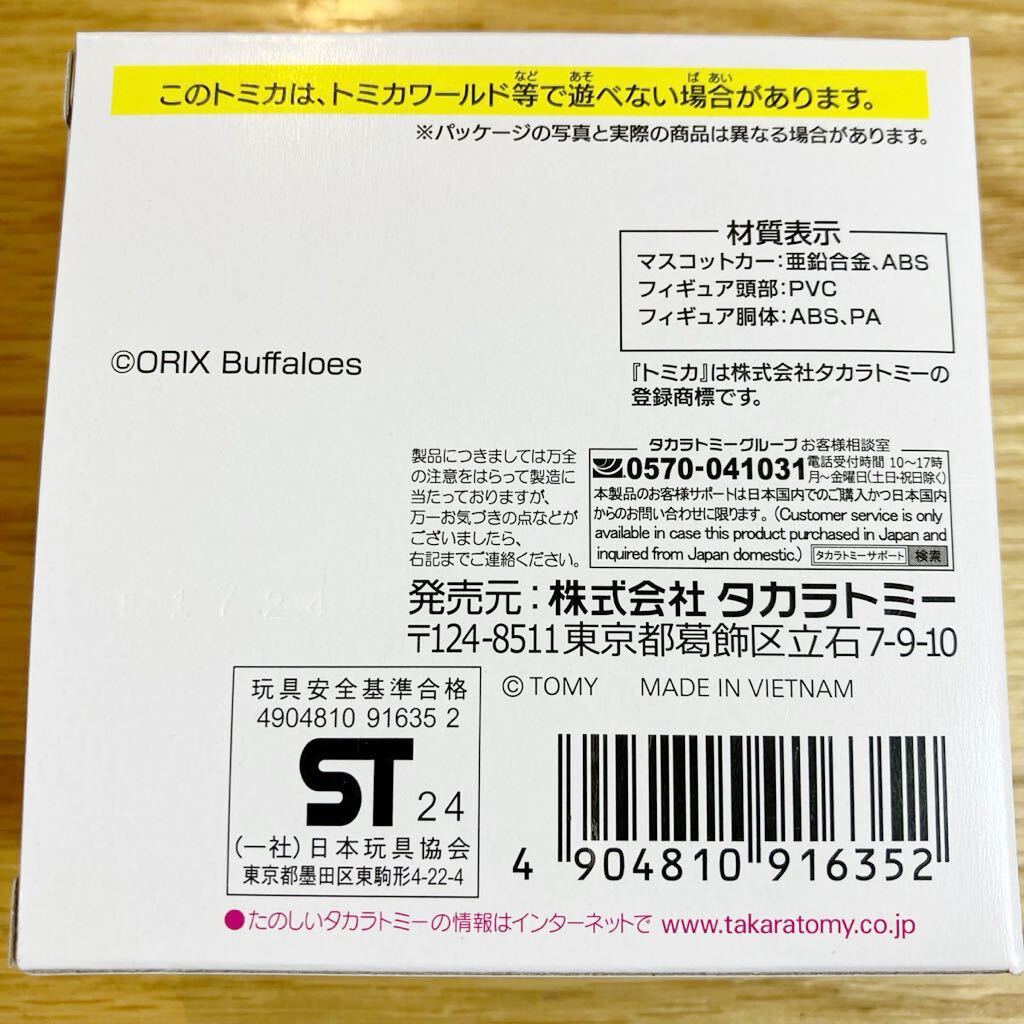 このトミカは、トミカワールド等で遊べない場合があります。
など あそ ば あい
※パッケージの写真と実際の商品は異なる場合があります。
材質表示
マスコットカー:亜鉛合金、ABS
フィギュア頭部:PVC
フィギュア胴体:ABS、PA
©ORIX Buffaloes
『トミカ』は株式会社タカラトミーの
登録商標です。
製品につきましては万全
の注意をはらって製造に
当たっておりますが、
万一お気づきの点などが
ございましたら、
右記までご連絡ください。
タカラトミーグループお客様相談室
0570-041031 電話受付時間 10〜17時
月〜金曜日(土日・祝日除く)
本製品のお客様サポートは日本国内でのご購入かつ日本国内
からのお問い合わせに限ります。(Customer service is only
available in case this product purchased in Japan and
inquired from Japan domestic.) タカラトミーサポート 検索
発売元:株式会社 タカラトミー
〒124-8511 東京都葛飾区立石7-9-10
© TOMY MADE IN VIETNAM
玩具安全基準合格
4904810 91635 2
ST 24
(一社)日本玩具協会
東京都墨田区東駒形4-22-4
4 904810 916352
●たのしいタカラトミーの情報はインターネットで www.takaratomy.co.jp